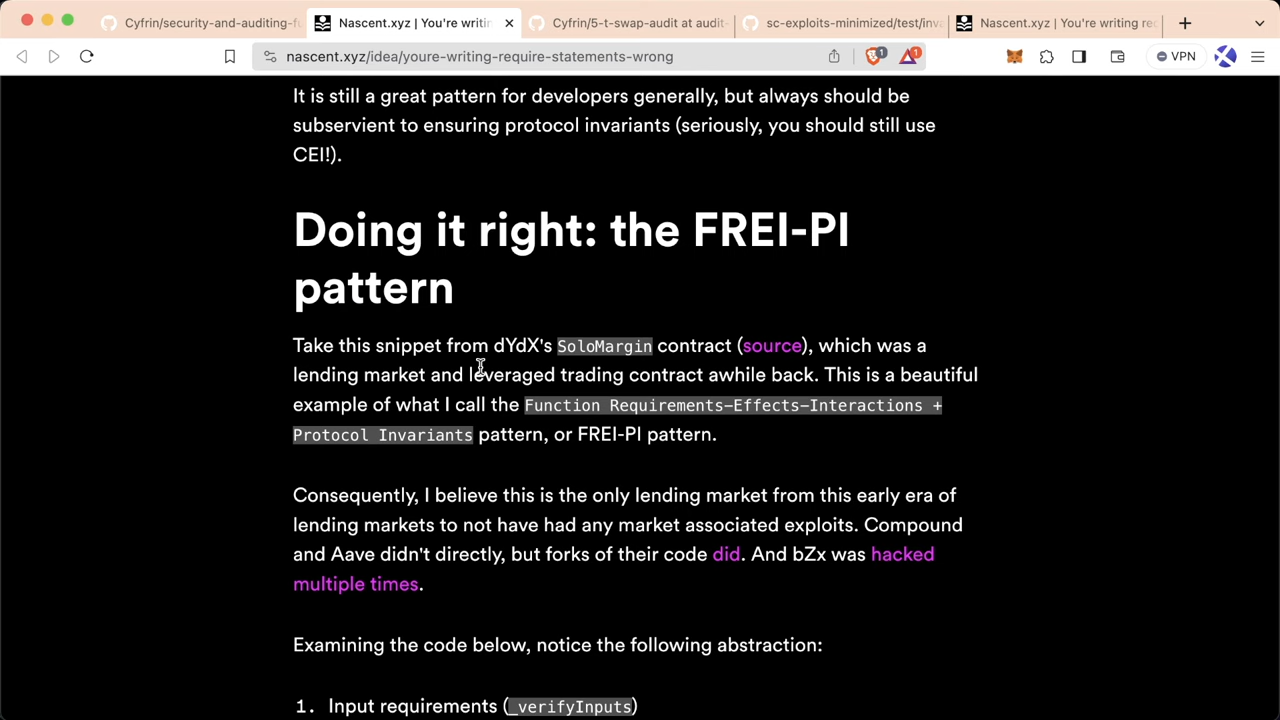 Cyfrin/security-and-auditing-fu
Nascent.xyz | You're writin
Cyfrin/5-t-swap-audit at audit-
sc-exploits-minimized/test/inva
Nascent.xyz | You're writing rec
nascent.xyz/idea/youre-writing-require-statements-wrong
1
1
VPN
It is still a great pattern for developers generally, but always should be
subservient to ensuring protocol invariants (seriously, you should still use
CEI!).
Doing it right: the FREI-PI
pattern
Take this snippet from dYdX's SoloMargin contract (source), which was a
lending market and leveraged trading contract awhile back. This is a beautiful
example of what I call the Function Requirements-Effects-Interactions +
Protocol Invariants pattern, or FREI-PI pattern.
Consequently, I believe this is the only lending market from this early era of
lending markets to not have had any market associated exploits. Compound
and Aave didn't directly, but forks of their code did. And bZx was hacked
multiple times.
Examining the code below, notice the following abstraction:
1. Input requirements (_verifyInputs)